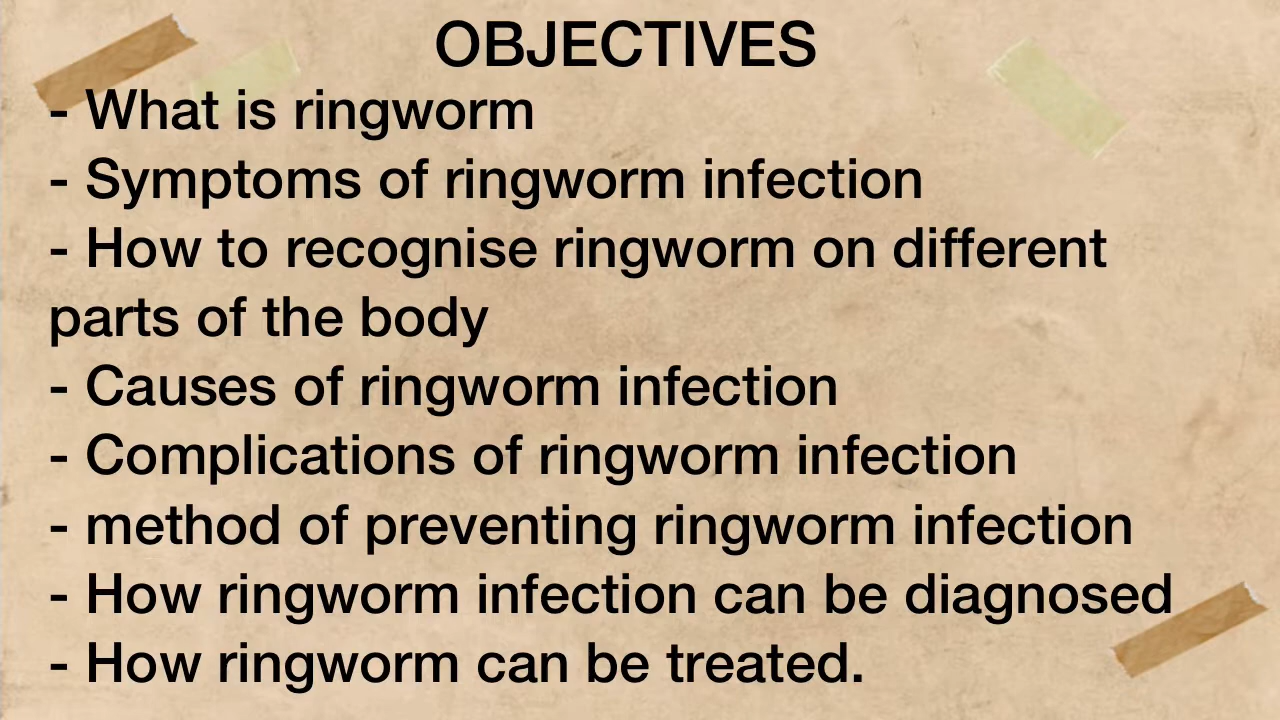 OBJECTIVES
- What is ringworm
- Symptoms of ringworm infection
- How to recognise ringworm on different
parts of the body
- Causes of ringworm infection
- Complications of ringworm infection
- method of preventing ringworm infection
- How ringworm infection can be diagnosed
- How ringworm can be treated.